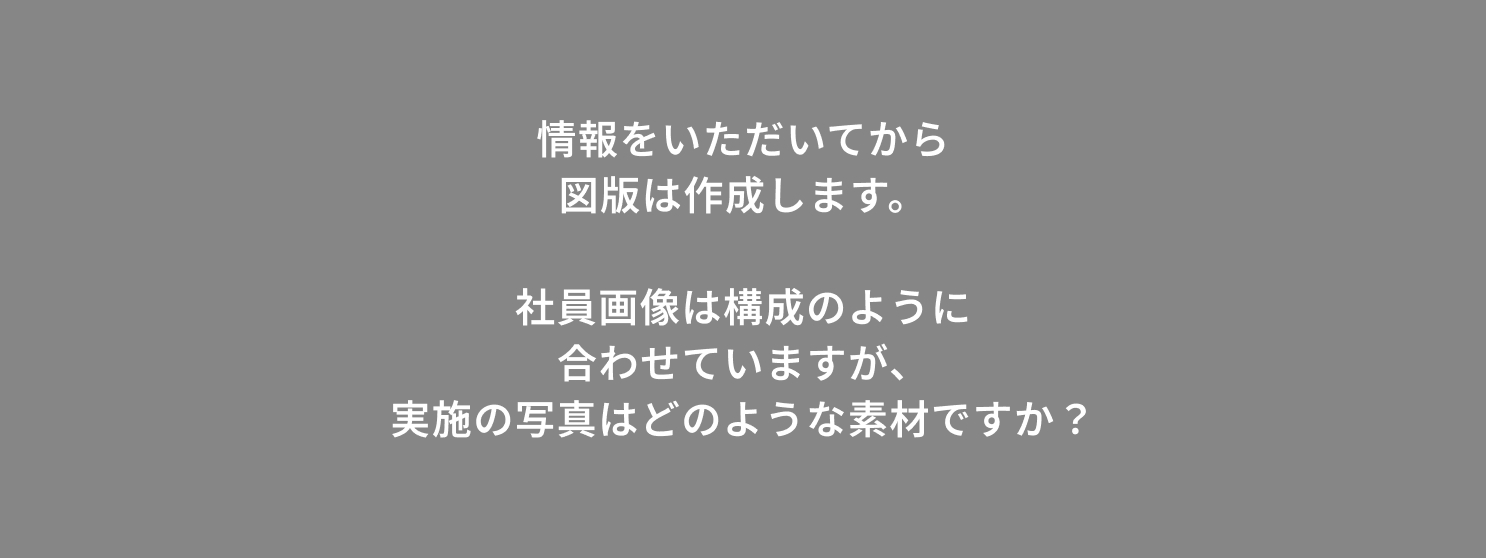 情報をいただいてから
図版は作成します。
社員画像は構成のように
合わせていますが、
実施の写真はどのような素材ですか？